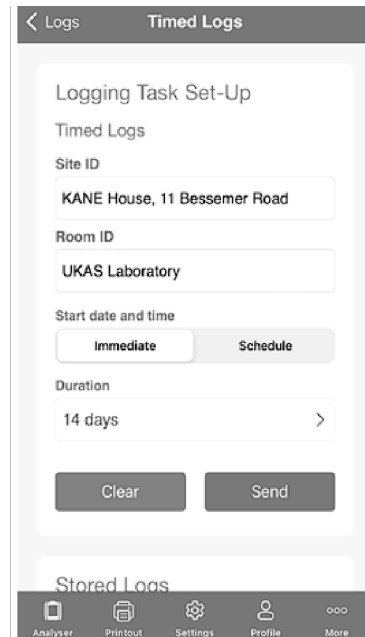 Logs
Timed Logs
Logging Task Set-Up
Timed Logs
Site ID
KANE House, 11 Bessemer Road
Room ID
UKAS Laboratory
Start date and time
Immediate Schedule
Duration
14 days
Clear Send
Stored Logs
Analyser Printout Settings Profile More